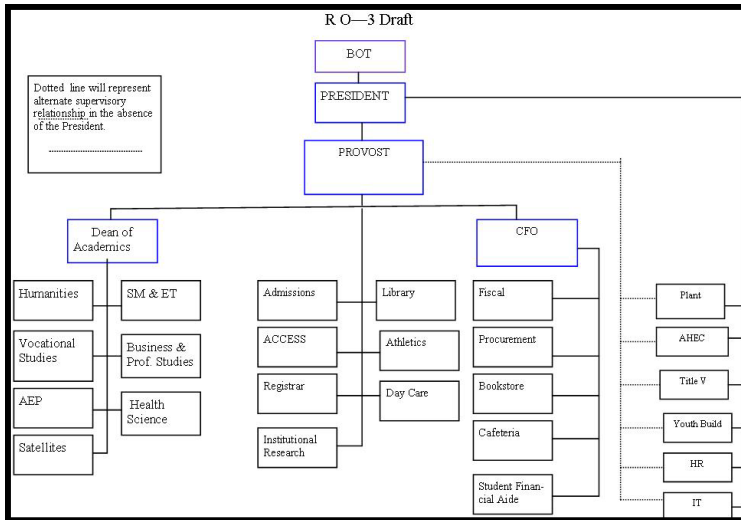 R O—3 Draft
BOT
Dotted line will represent
alternate supervisory
relationship in the absence
of the President.
PRESIDENT
PROVOST
Dean of
Academics
CFO
Humanities
SM & ET
Admissions
Library
Fiscal
Plant
Vocational
Studies
Business &
Prof. Studies
ACCESS
Athletics
Procurement
AHEC
AEP
Health
Science
Registrar
Day Care
Bookstore
Title V
Satellites
Institutional
Research
Cafeteria
Youth Build
HR
Student Finan-
cial Aide
IT